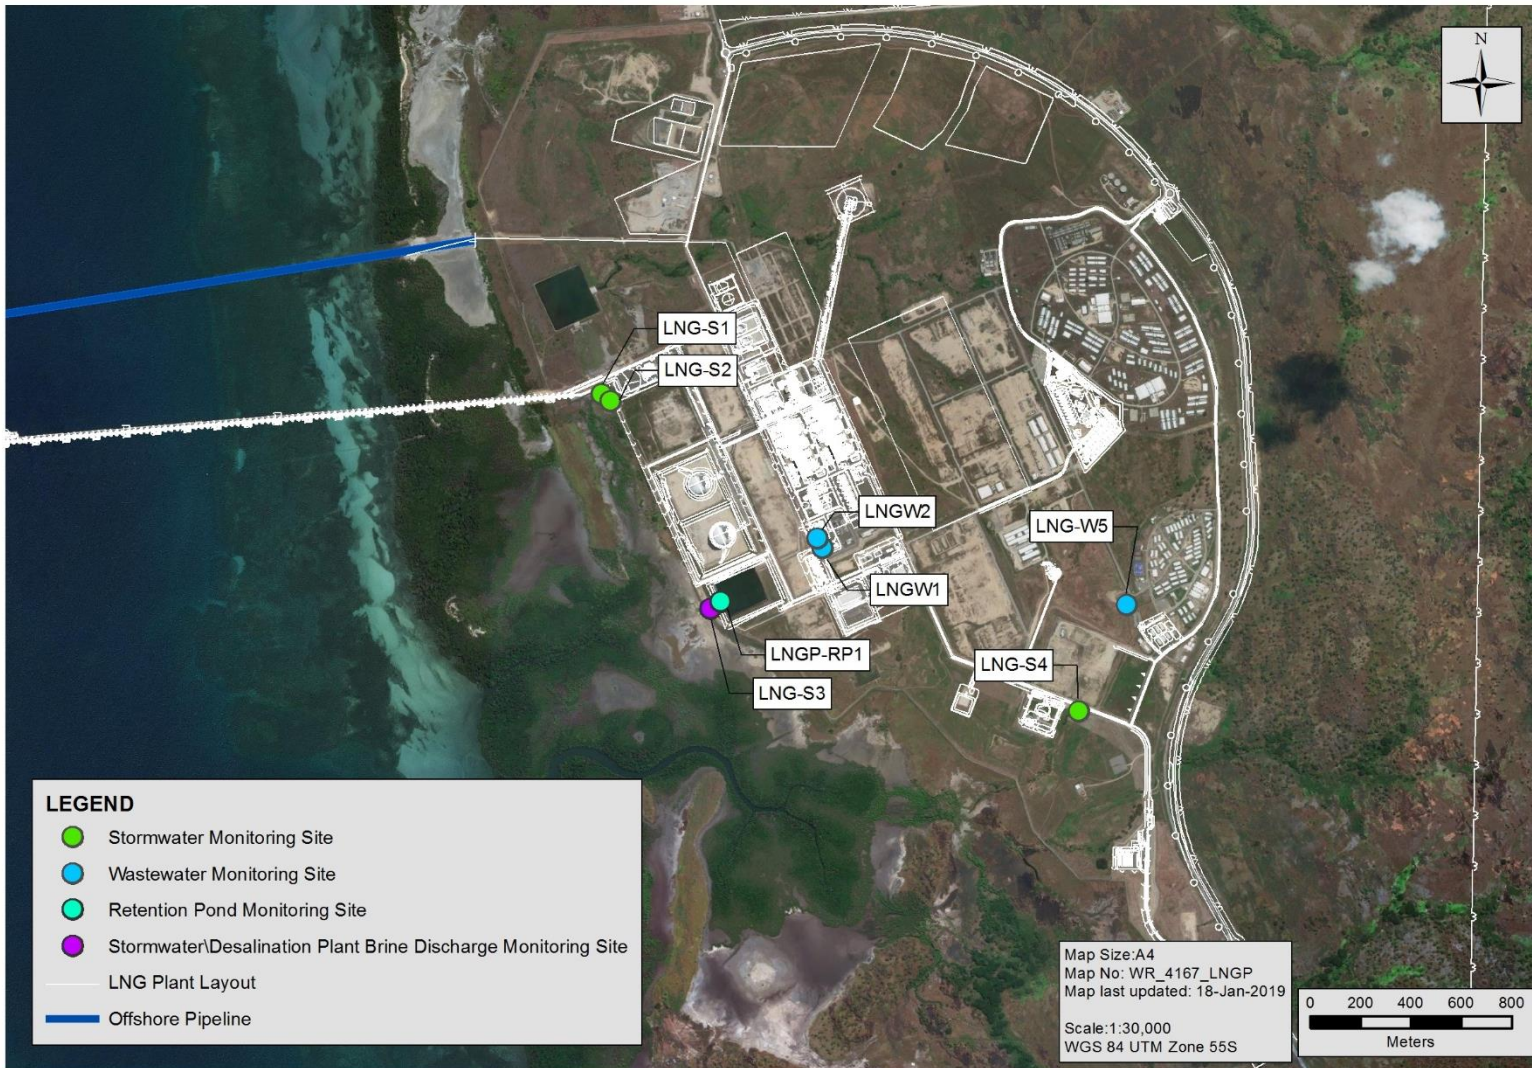 N
LNG-S1
LNG-S2
LNGW2
LNG-W5
LNGW1
LNGP-RP1
LNG-S4
LNG-S3
LEGEND
Stormwater Monitoring Site
Wastewater Monitoring Site
Retention Pond Monitoring Site
Stormwater\Desalination Plant Brine Discharge Monitoring Site
LNG Plant Layout
Offshore Pipeline
Map Size:A4
Map No: WR_4167_LNGP
Map last updated: 18-Jan-2019
Scale:1:30,000
WGS 84 UTM Zone 55S
0 200 400 600 800
Meters